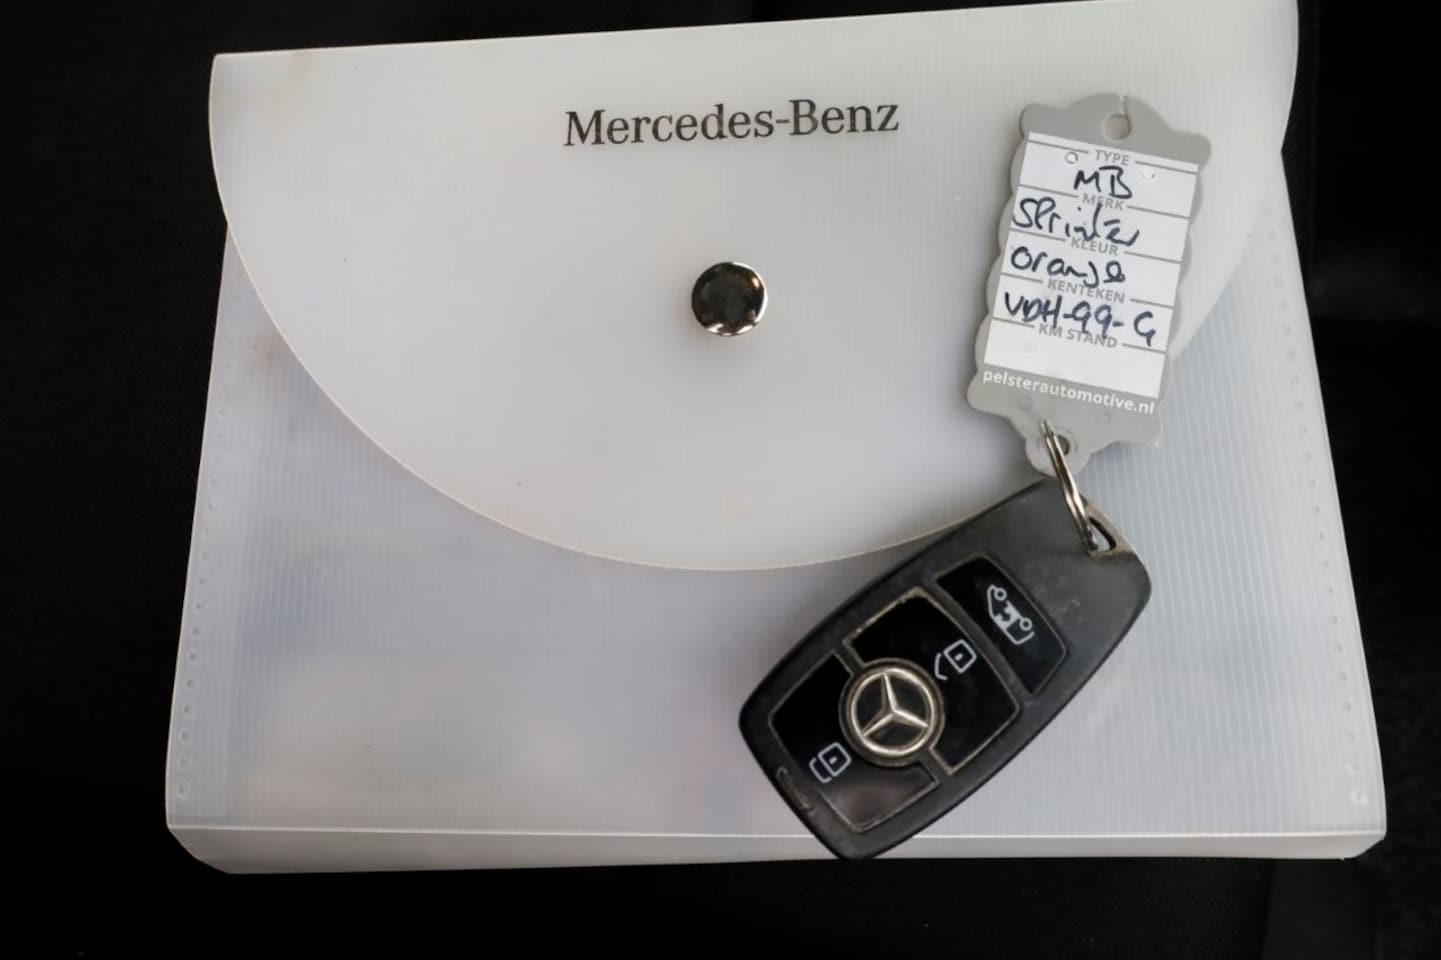 Mercedes-Benz
TYPE
MB
MERK
Sprinter
KLEUR
Oranje
KENTEKEN
VDH-99-G
KM STAND
pelsterautomotive.nl